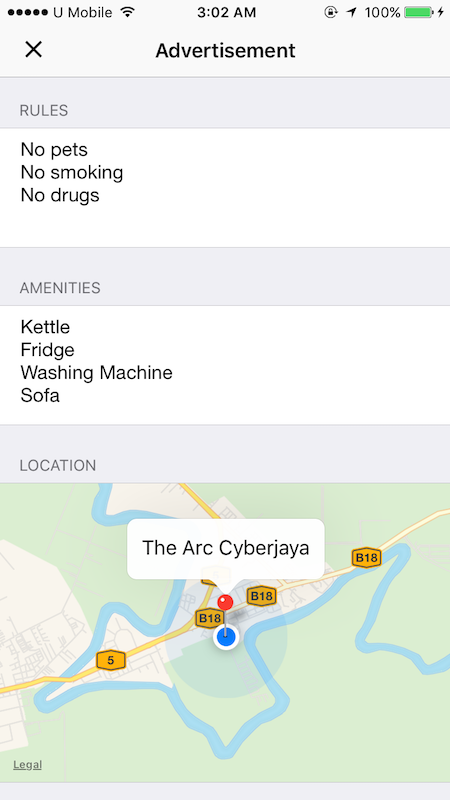 U Mobile 3:02 AM 100%
Advertisement
RULES
No pets
No smoking
No drugs
AMENITIES
Kettle
Fridge
Washing Machine
Sofa
LOCATION
The Arc Cyberjaya
B18
B18
B18
5
Legal